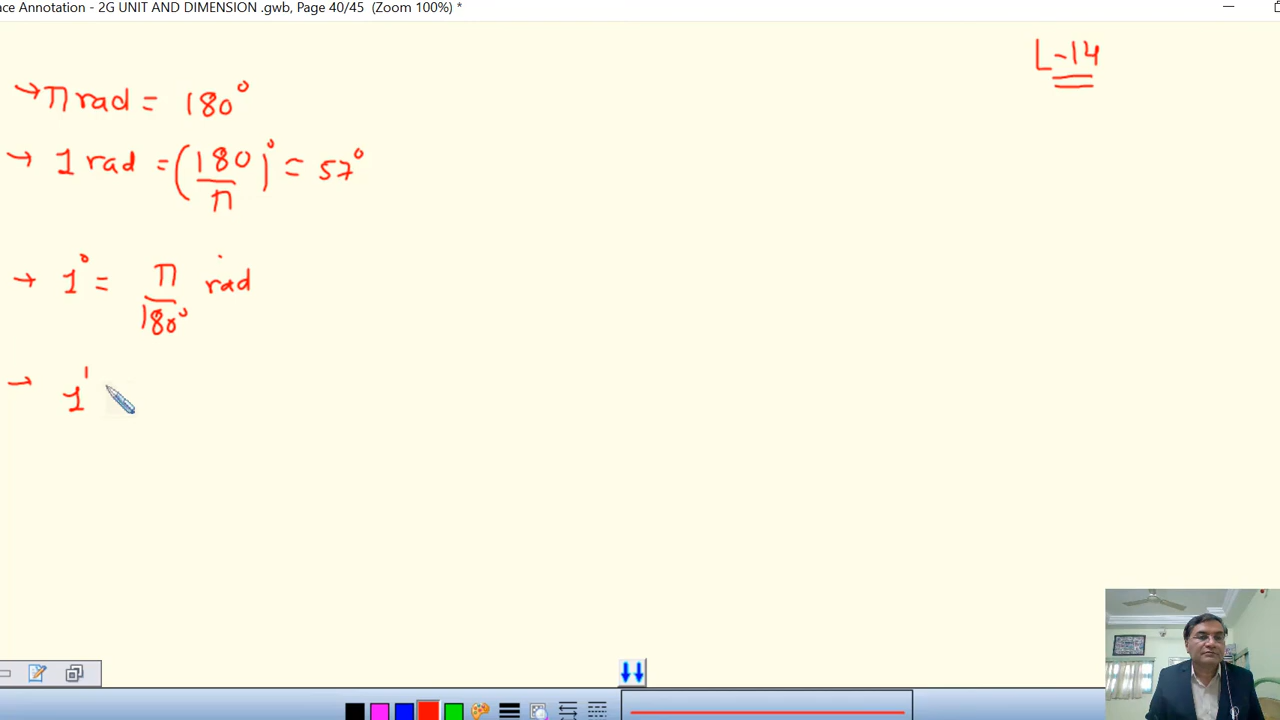 ce Annotation - 2G UNIT AND DIMENSION .gwb, Page 40/45 (Zoom 100%) *
L-14
→ π rad = 180°
→ 1 rad = (180/π)° = 57°
→ 1° = π/180° rad
→ 1'